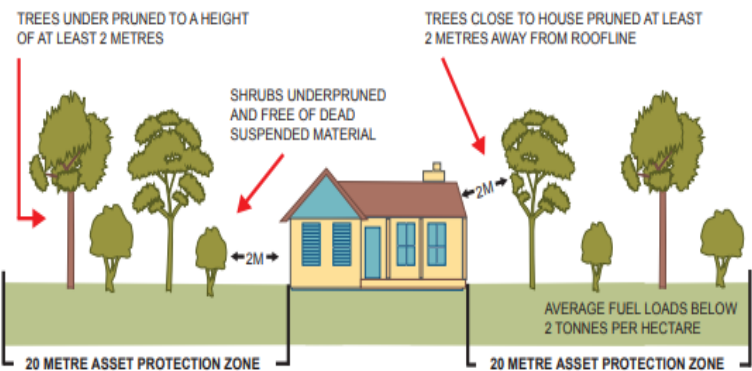 TREES UNDER PRUNED TO A HEIGHT
OF AT LEAST 2 METRES
TREES CLOSE TO HOUSE PRUNED AT LEAST
2 METRES AWAY FROM ROOFLINE
SHRUBS UNDERPRUNED
AND FREE OF DEAD
SUSPENDED MATERIAL
2M
2M
AVERAGE FUEL LOADS BELOW
2 TONNES PER HECTARE
20 METRE ASSET PROTECTION ZONE
20 METRE ASSET PROTECTION ZONE